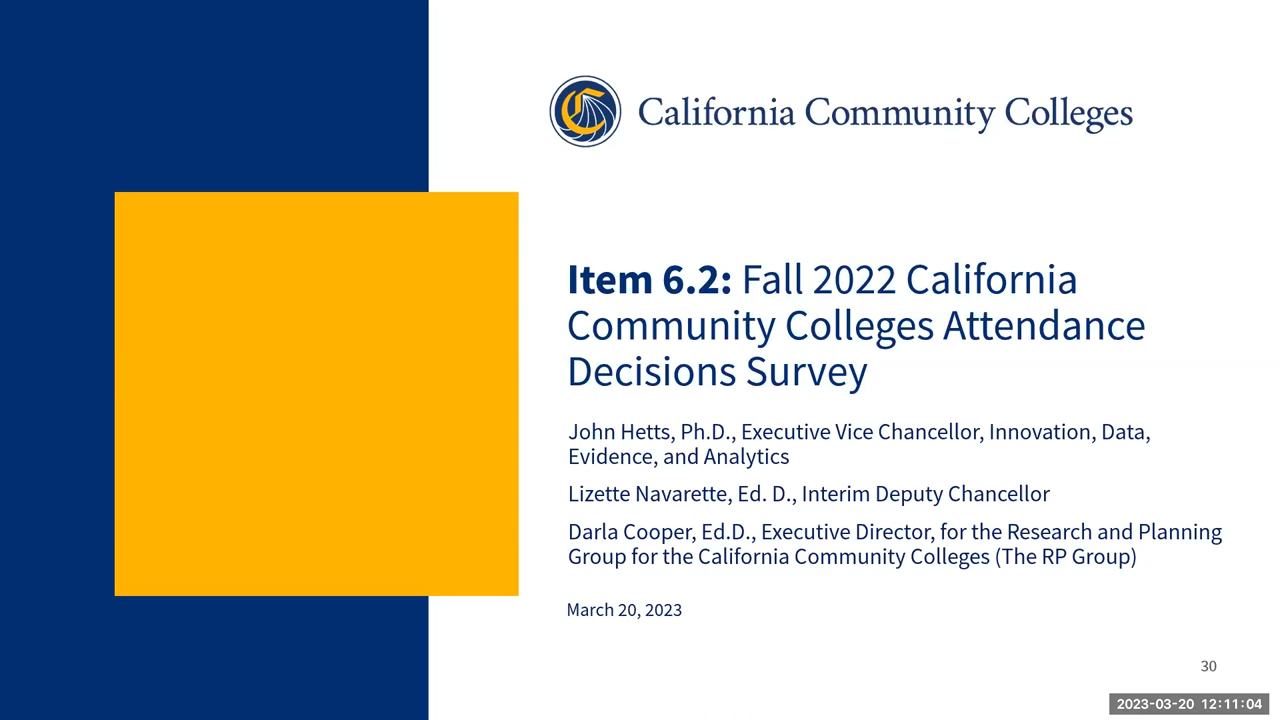 California Community Colleges
Item 6.2: Fall 2022 California
Community Colleges Attendance
Decisions Survey
John Hetts, Ph.D., Executive Vice Chancellor, Innovation, Data,
Evidence, and Analytics
Lizette Navarette, Ed. D., Interim Deputy Chancellor
Darla Cooper, Ed.D., Executive Director, for the Research and Planning
Group for the California Community Colleges (The RP Group)
March 20, 2023
30
2023-03-20 12:11:04